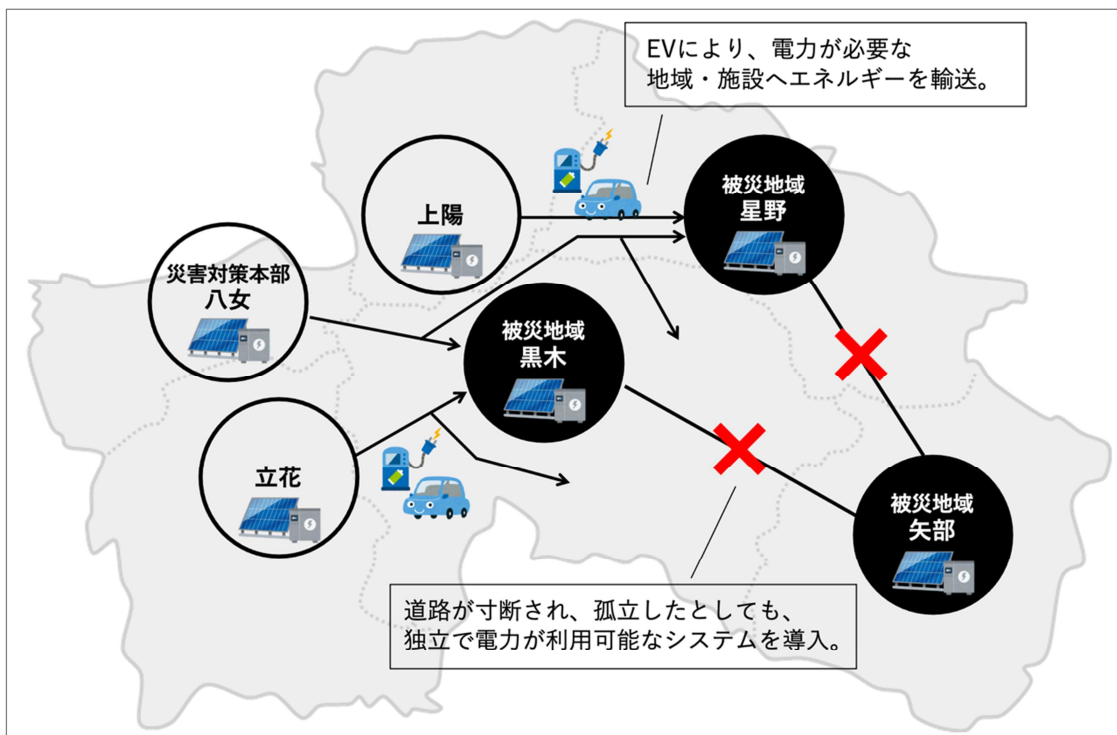 EVにより、電力が必要な
地域・施設へエネルギーを輸送。
上陽
被災地域
星野
災害対策本部
八女
被災地域
黒木
立花
被災地域
矢部
道路が寸断され、孤立したとしても、
独立で電力が利用可能なシステムを導入。